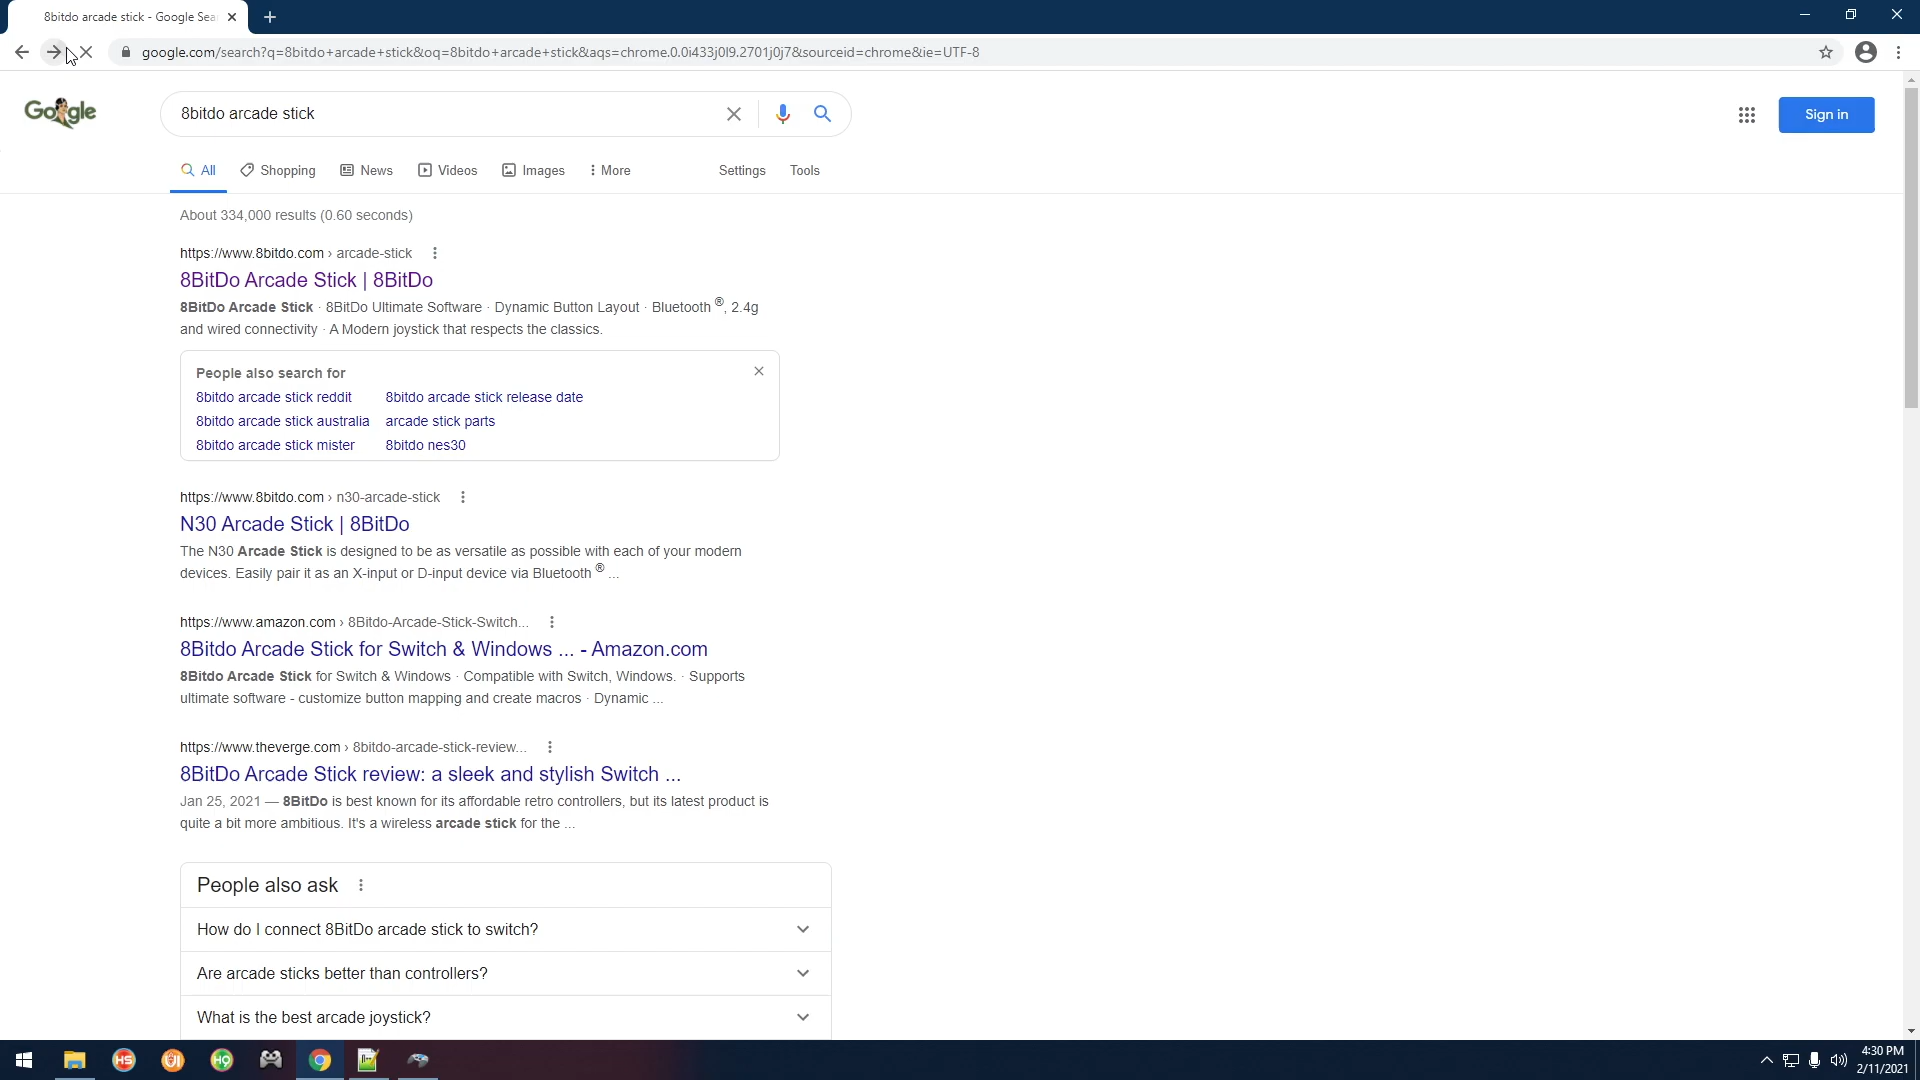 8bitdo arcade stick - Google Sea
google.com/search?q=8bitdo+arcade+stick&oq=8bitdo+arcade+stick&aqs=chrome.0.0i433j0l9.2701j0j7&sourceid=chrome&ie=UTF-8
Google
8bitdo arcade stick
Sign in
All
Shopping
News
Videos
Images
More
Settings
Tools
About 334,000 results (0.60 seconds)
https://www.8bitdo.com › arcade-stick
8BitDo Arcade Stick | 8BitDo
8BitDo Arcade Stick · 8BitDo Ultimate Software · Dynamic Button Layout · Bluetooth ®, 2.4g
and wired connectivity · A Modern joystick that respects the classics.
People also search for
8bitdo arcade stick reddit 8bitdo arcade stick release date
8bitdo arcade stick australia arcade stick parts
8bitdo arcade stick mister 8bitdo nes30
https://www.8bitdo.com › n30-arcade-stick
N30 Arcade Stick | 8BitDo
The N30 Arcade Stick is designed to be as versatile as possible with each of your modern
devices. Easily pair it as an X-input or D-input device via Bluetooth ® ...
https://www.amazon.com › 8Bitdo-Arcade-Stick-Switch...
8Bitdo Arcade Stick for Switch & Windows ... - Amazon.com
8Bitdo Arcade Stick for Switch & Windows · Compatible with Switch, Windows. · Supports
ultimate software - customize button mapping and create macros · Dynamic ...
https://www.theverge.com › 8bitdo-arcade-stick-review...
8BitDo Arcade Stick review: a sleek and stylish Switch ...
Jan 25, 2021 — 8BitDo is best known for its affordable retro controllers, but its latest product is
quite a bit more ambitious. It's a wireless arcade stick for the ...
People also ask
How do I connect 8BitDo arcade stick to switch?
Are arcade sticks better than controllers?
What is the best arcade joystick?
HS
HQ
4:30 PM
2/11/2021